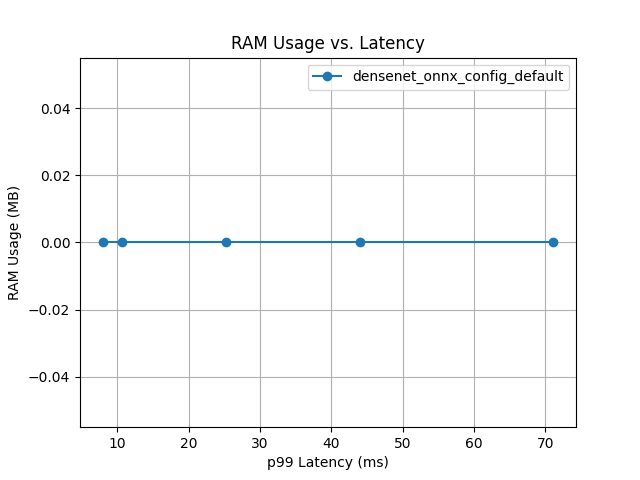 RAM Usage vs. Latency
densenet_onnx_config_default
RAM Usage (MB)
0.04
0.02
0.00
−0.02
−0.04
10 20 30 40 50 60 70
p99 Latency (ms)